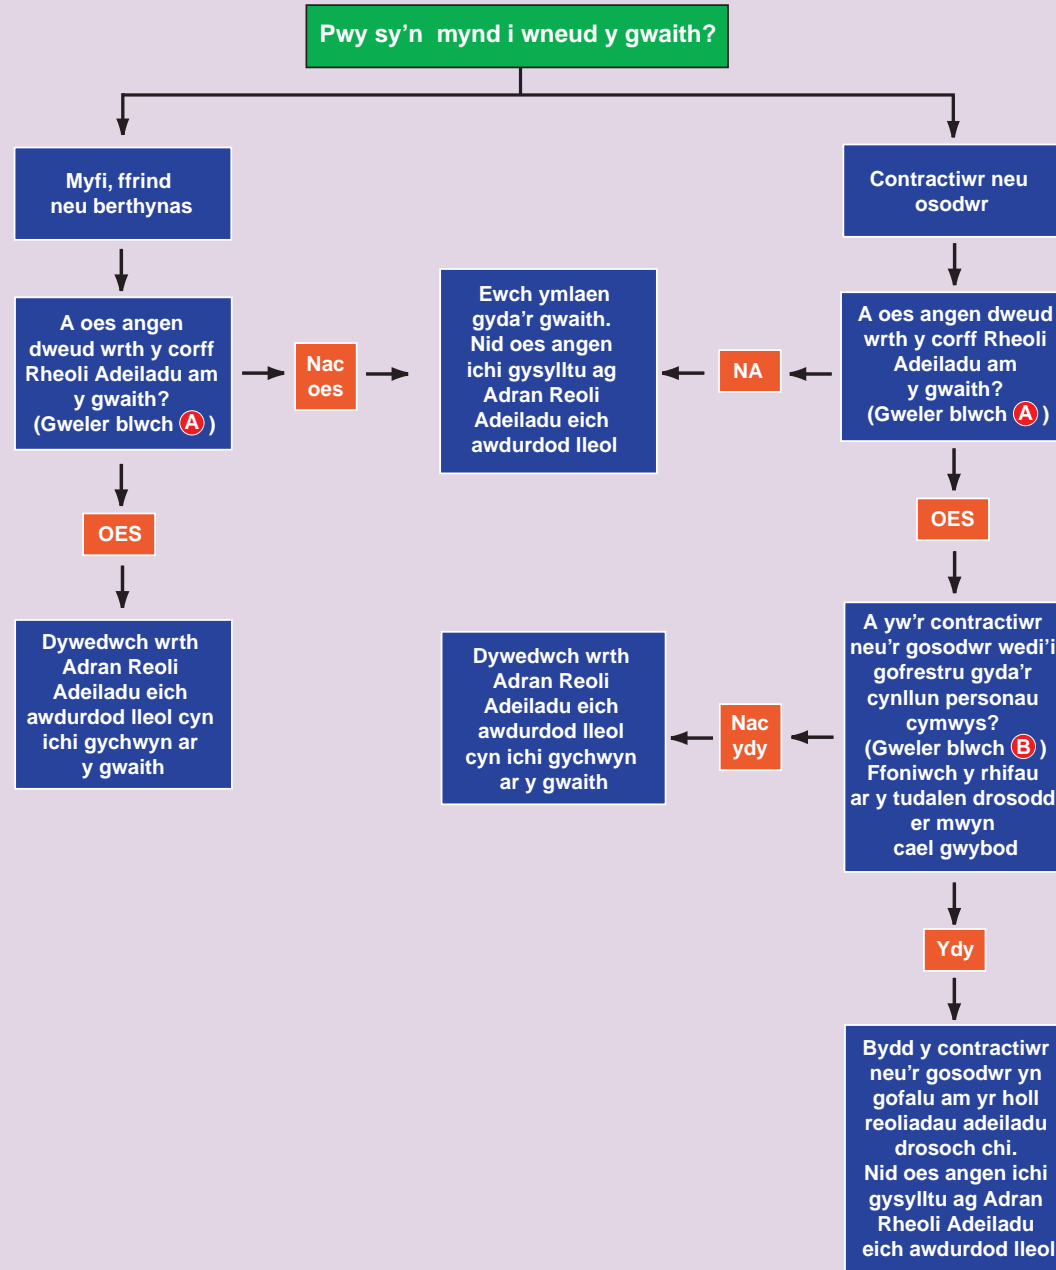 Pwy sy’n mynd i wneud y gwaith?
Myfi, ffrind
neu berthynas
Contractiwr neu
osodwr
A oes angen
dweud wrth y corff
Rheoli Adeiladu am
y gwaith?
(Gweler blwch A )
Nac
oes
Ewch ymlaen
gyda’r gwaith.
Nid oes angen
ichi gysylltu ag
Adran Reoli
Adeiladu eich
awdurdod lleol
NA
A oes angen dweud
wrth y corff Rheoli
Adeiladu am
y gwaith?
(Gweler blwch A )
OES
OES
Dywedwch wrth
Adran Reoli
Adeiladu eich
awdurdod lleol cyn
ichi gychwyn ar
y gwaith
Dywedwch wrth
Adran Reoli
Adeiladu eich
awdurdod lleol
cyn ichi gychwyn
ar y gwaith
Nac
ydy
A yw’r contractiwr
neu’r gosodwr wedi’i
gofrestru gyda’r
cynllun personau
cymwys?
(Gweler blwch B )
Ffoniwch y rhifau
ar y tudalen drosodd
er mwyn
cael gwybod
Ydy
Bydd y contractiwr
neu’r gosodwr yn
gofalu am yr holl
reoliadau adeiladu
drosoch chi.
Nid oes angen ichi
gysylltu ag Adran
Rheoli Adeiladu
eich awdurdod lleol